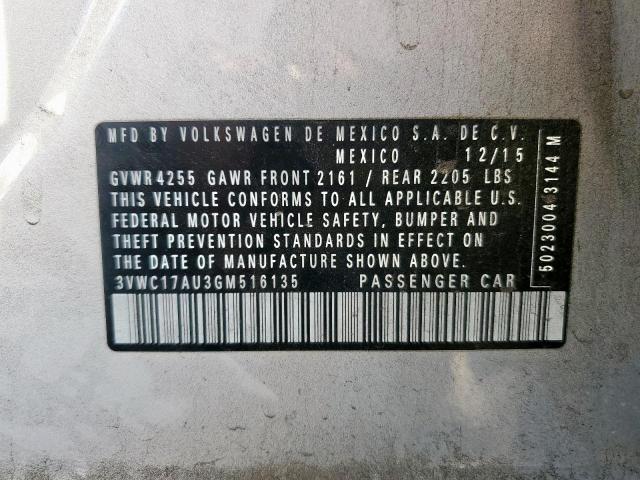 MFD BY VOLKSWAGEN DE MEXICO S.A. DE C.V.
MEXICO 12/15
GVWR 4255 GAWR FRONT 2161 / REAR 2205 LBS
THIS VEHICLE CONFORMS TO ALL APPLICABLE U.S.
FEDERAL MOTOR VEHICLE SAFETY, BUMPER AND
THEFT PREVENTION STANDARDS IN EFFECT ON
THE DATE OF MANUFACTURE SHOWN ABOVE.
3VWC17AU3GM516135 PASSENGER CAR
5023004 3144 M